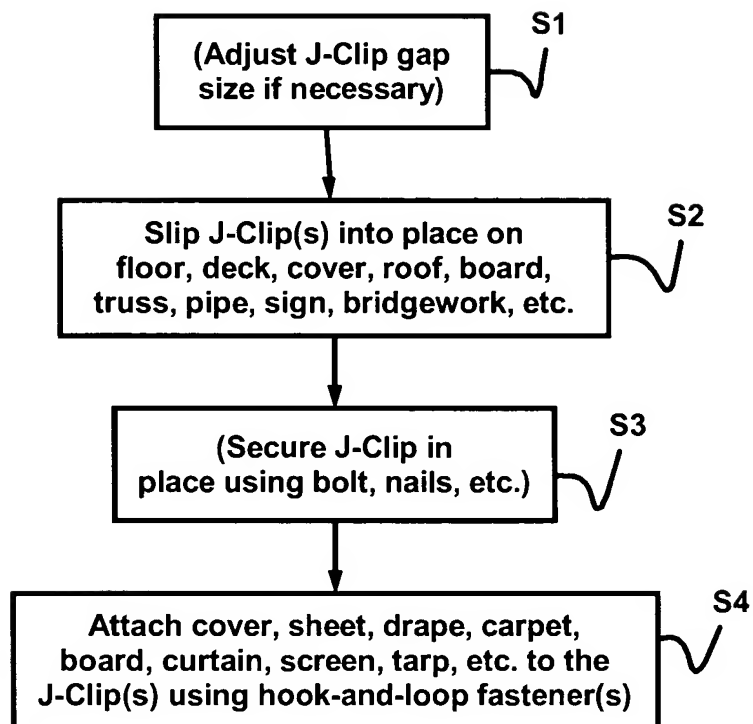 S1
(Adjust J-Clip gap
size if necessary)
S2
Slip J-Clip(s) into place on
floor, deck, cover, roof, board,
truss, pipe, sign, bridgework, etc.
S3
(Secure J-Clip in
place using bolt, nails, etc.)
S4
Attach cover, sheet, drape, carpet,
board, curtain, screen, tarp, etc. to the
J-Clip(s) using hook-and-loop fastener(s)